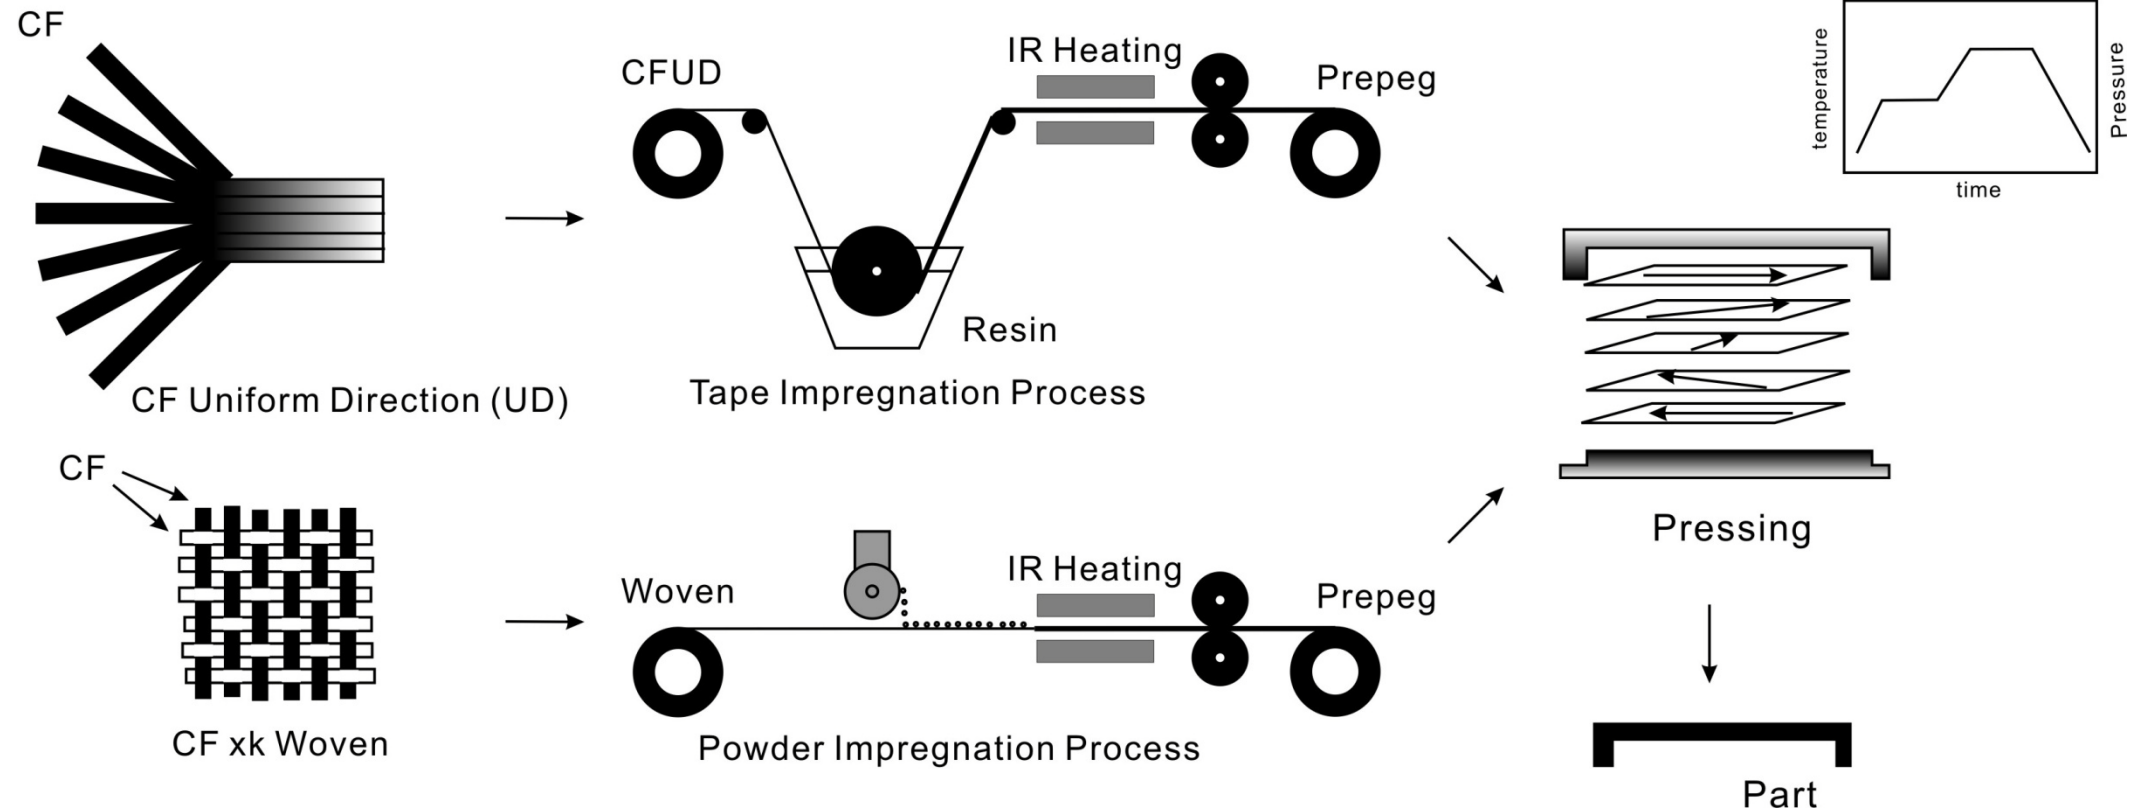 CF
CF Uniform Direction (UD)
CFUD
IR Heating
Prepeg
Resin
Tape Impregnation Process
temperature
Pressure
time
CF
CF xk Woven
Woven
IR Heating
Prepeg
Powder Impregnation Process
Pressing
Part